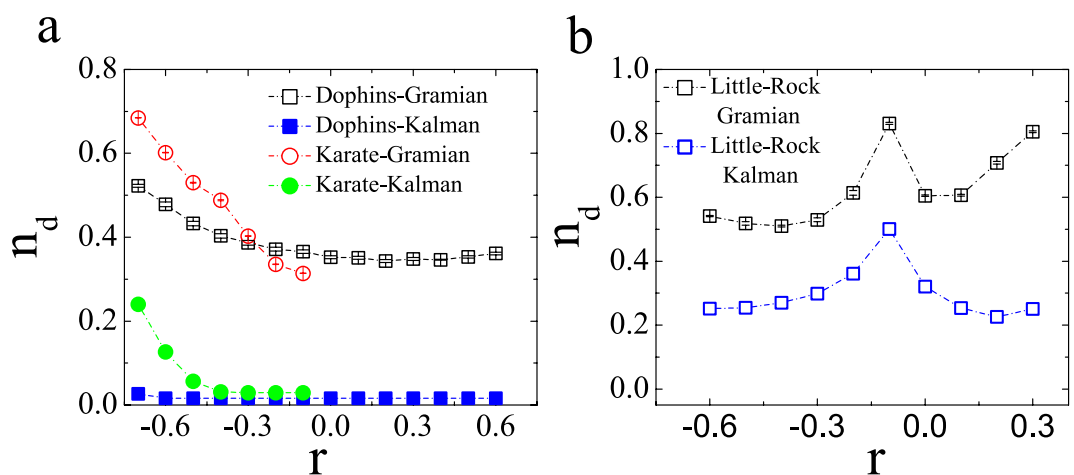 a
n_d
0.8
0.6
0.4
0.2
0.0
Dophins-Gramian
Dophins-Kalman
Karate-Gramian
Karate-Kalman
-0.6 -0.3 0.0 0.3 0.6
r
b
n_d
1.0
0.8
0.6
0.4
0.2
0.0
Little-Rock
Gramian
Little-Rock
Kalman
-0.6 -0.3 0.0 0.3
r